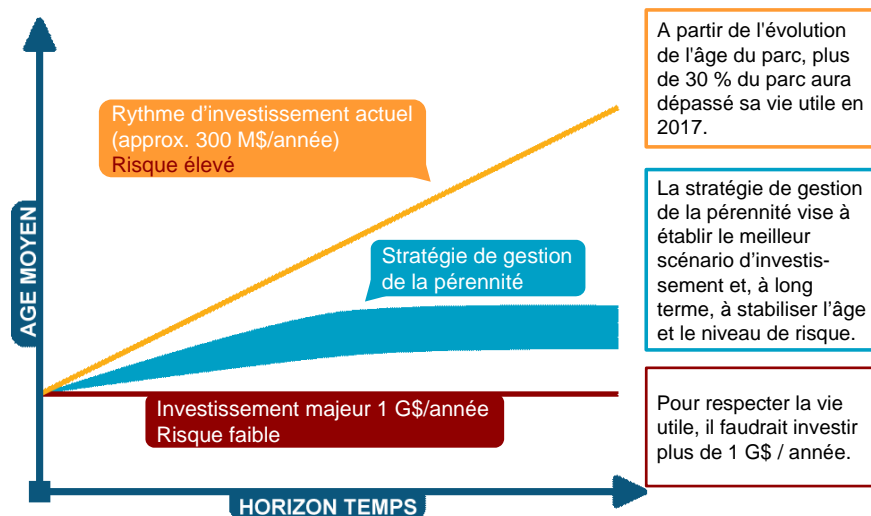 A partir de l'évolution
de l'âge du parc, plus
de 30 % du parc aura
dépassé sa vie utile en
2017.
Rythme d'investissement actuel
(approx. 300 M$/année)
Risque élevé
La stratégie de gestion
de la pérennité vise à
établir le meilleur
scénario d'investis-
sement et, à long
terme, à stabiliser l'âge
et le niveau de risque.
Stratégie de gestion
de la pérennité
AGE MOYEN
Investissement majeur 1 G$/année
Risque faible
Pour respecter la vie
utile, il faudrait investir
plus de 1 G$ / année.
HORIZON TEMPS